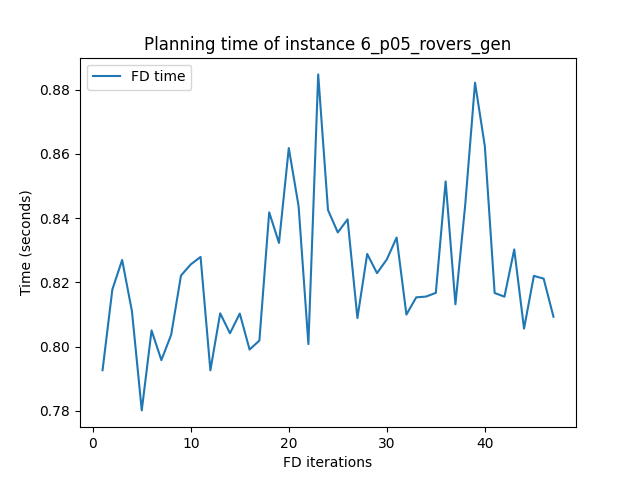 Planning time of instance 6_p05_rovers_gen
FD time
0.88
0.86
0.84
0.82
0.80
0.78
Time (seconds)
0 10 20 30 40
FD iterations